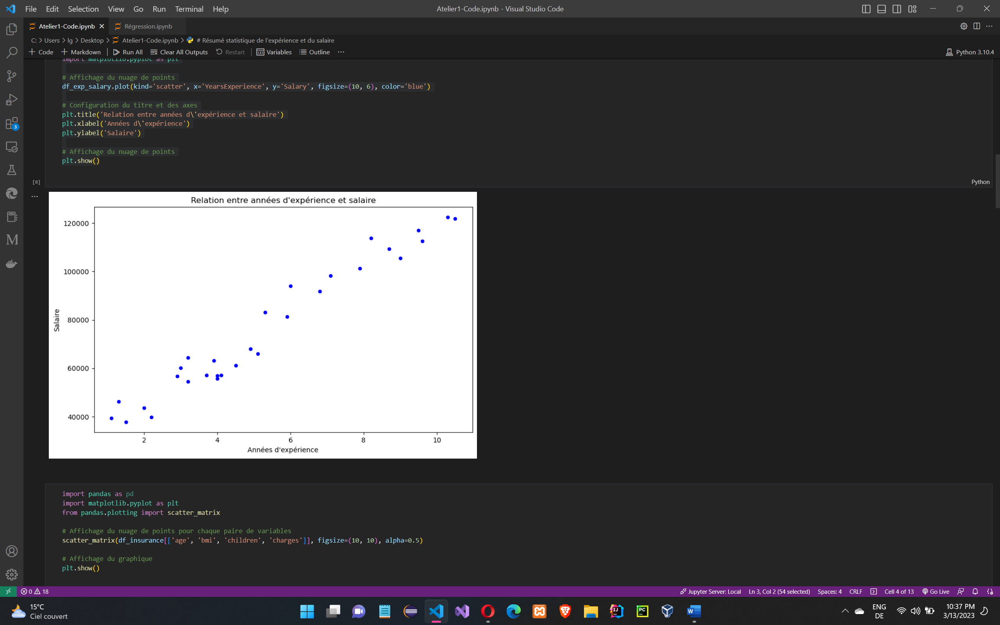 File Edit Selection View Go Run Terminal Help
Atelier1-Code.ipynb - Visual Studio Code
Atelier1-Code.ipynb
Régression.ipynb
C: > Users > lg > Desktop > Atelier1-Code.ipynb > # Résumé statistique de l'expérience et du salaire
+ Code + Markdown Run All Clear All Outputs Restart Variables Outline ...
Python 3.10.4
import matplotlib.pyplot as plt
# Affichage du nuage de points
df_exp_salary.plot(kind='scatter', x='YearsExperience', y='Salary', figsize=(10, 6), color='blue')
# Configuration du titre et des axes
plt.title('Relation entre années d\'expérience et salaire')
plt.xlabel('Années d\'expérience')
plt.ylabel('Salaire')
# Affichage du nuage de points
plt.show()
[8]
Python
...
Relation entre années d'expérience et salaire
120000
100000
80000
60000
40000
Salaire
2 4 6 8 10
Années d'expérience
import pandas as pd
import matplotlib.pyplot as plt
from pandas.plotting import scatter_matrix
# Affichage du nuage de points pour chaque paire de variables
scatter_matrix(df_insurance[['age', 'bmi', 'children', 'charges']], figsize=(10, 10), alpha=0.5)
# Affichage du graphique
plt.show()
3
M
0 18
Jupyter Server: Local Ln 3, Col 2 (54 selected) Spaces: 4 CRLF Cell 4 of 13 Go Live
15°C
Ciel couvert
IJ
PC
W
ENG
DE
10:37 PM
3/13/2023